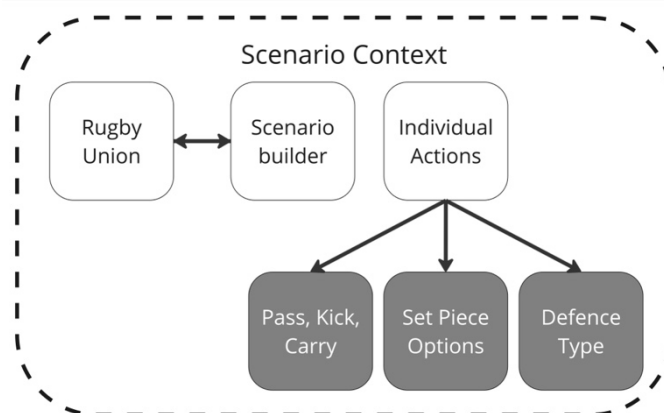 Scenario Context
Rugby
Union
Scenario
builder
Individual
Actions
Pass, Kick,
Carry
Set Piece
Options
Defence
Type